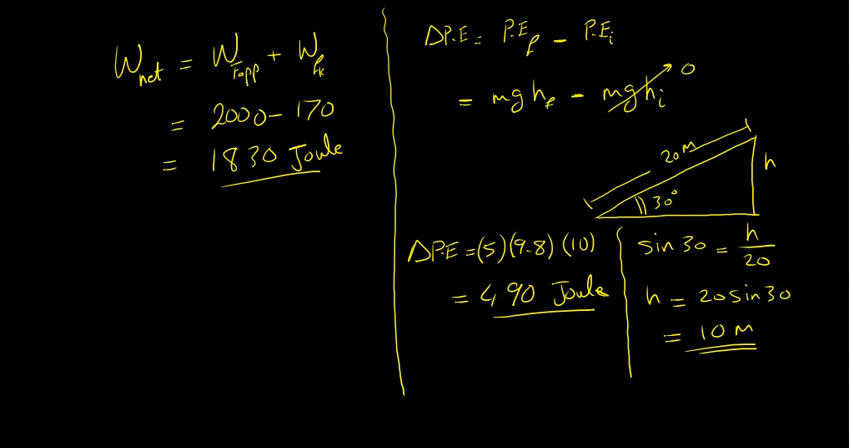 W_net = W_Fapp + W_fk
= 2000 - 170
= 1830 Joule
ΔP.E = P.E_f - P.E_i
= mgh_f - mgh_i 0
20 M
h
30°
ΔP.E = (5)(9.8)(10)
= 490 Joule
sin 30 = h/20
h = 20 sin 30
= 10 M